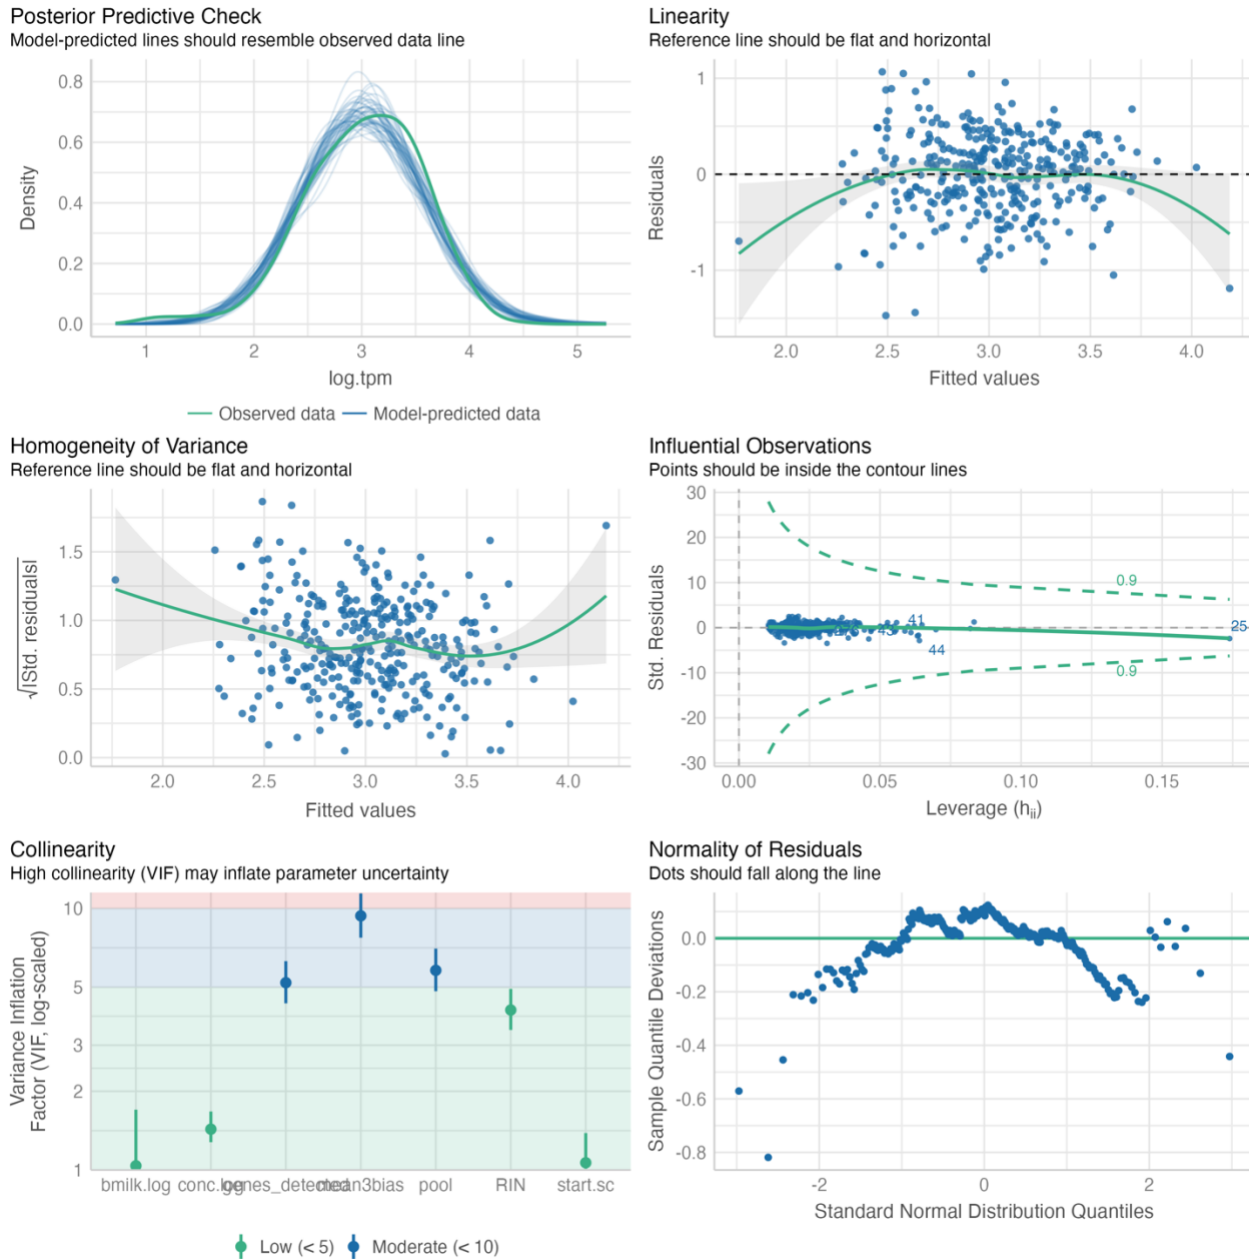 Posterior Predictive Check
Model-predicted lines should resemble observed data line
0.8
0.6
0.4
0.2
0.0
Density
1 2 3 4 5
log.tpm
Observed data Model-predicted data
Linearity
Reference line should be flat and horizontal
1
0
-1
Residuals
2.0 2.5 3.0 3.5 4.0
Fitted values
Homogeneity of Variance
Reference line should be flat and horizontal
1.5
1.0
0.5
0.0
√|Std. residuals|
2.0 2.5 3.0 3.5 4.0
Fitted values
Influential Observations
Points should be inside the contour lines
30
20
10
0
-10
-20
-30
Std. Residuals
0.9
41
43
25
44
0.9
0.00 0.05 0.10 0.15
Leverage (hii)
Collinearity
High collinearity (VIF) may inflate parameter uncertainty
10
5
3
2
1
Variance Inflation
Factor (VIF, log-scaled)
bmilk.log genes_detected pool RIN start.sc
Low (< 5) Moderate (< 10)
Normality of Residuals
Dots should fall along the line
0.0
-0.2
-0.4
-0.6
-0.8
Sample Quantile Deviations
-2 0 2
Standard Normal Distribution Quantiles